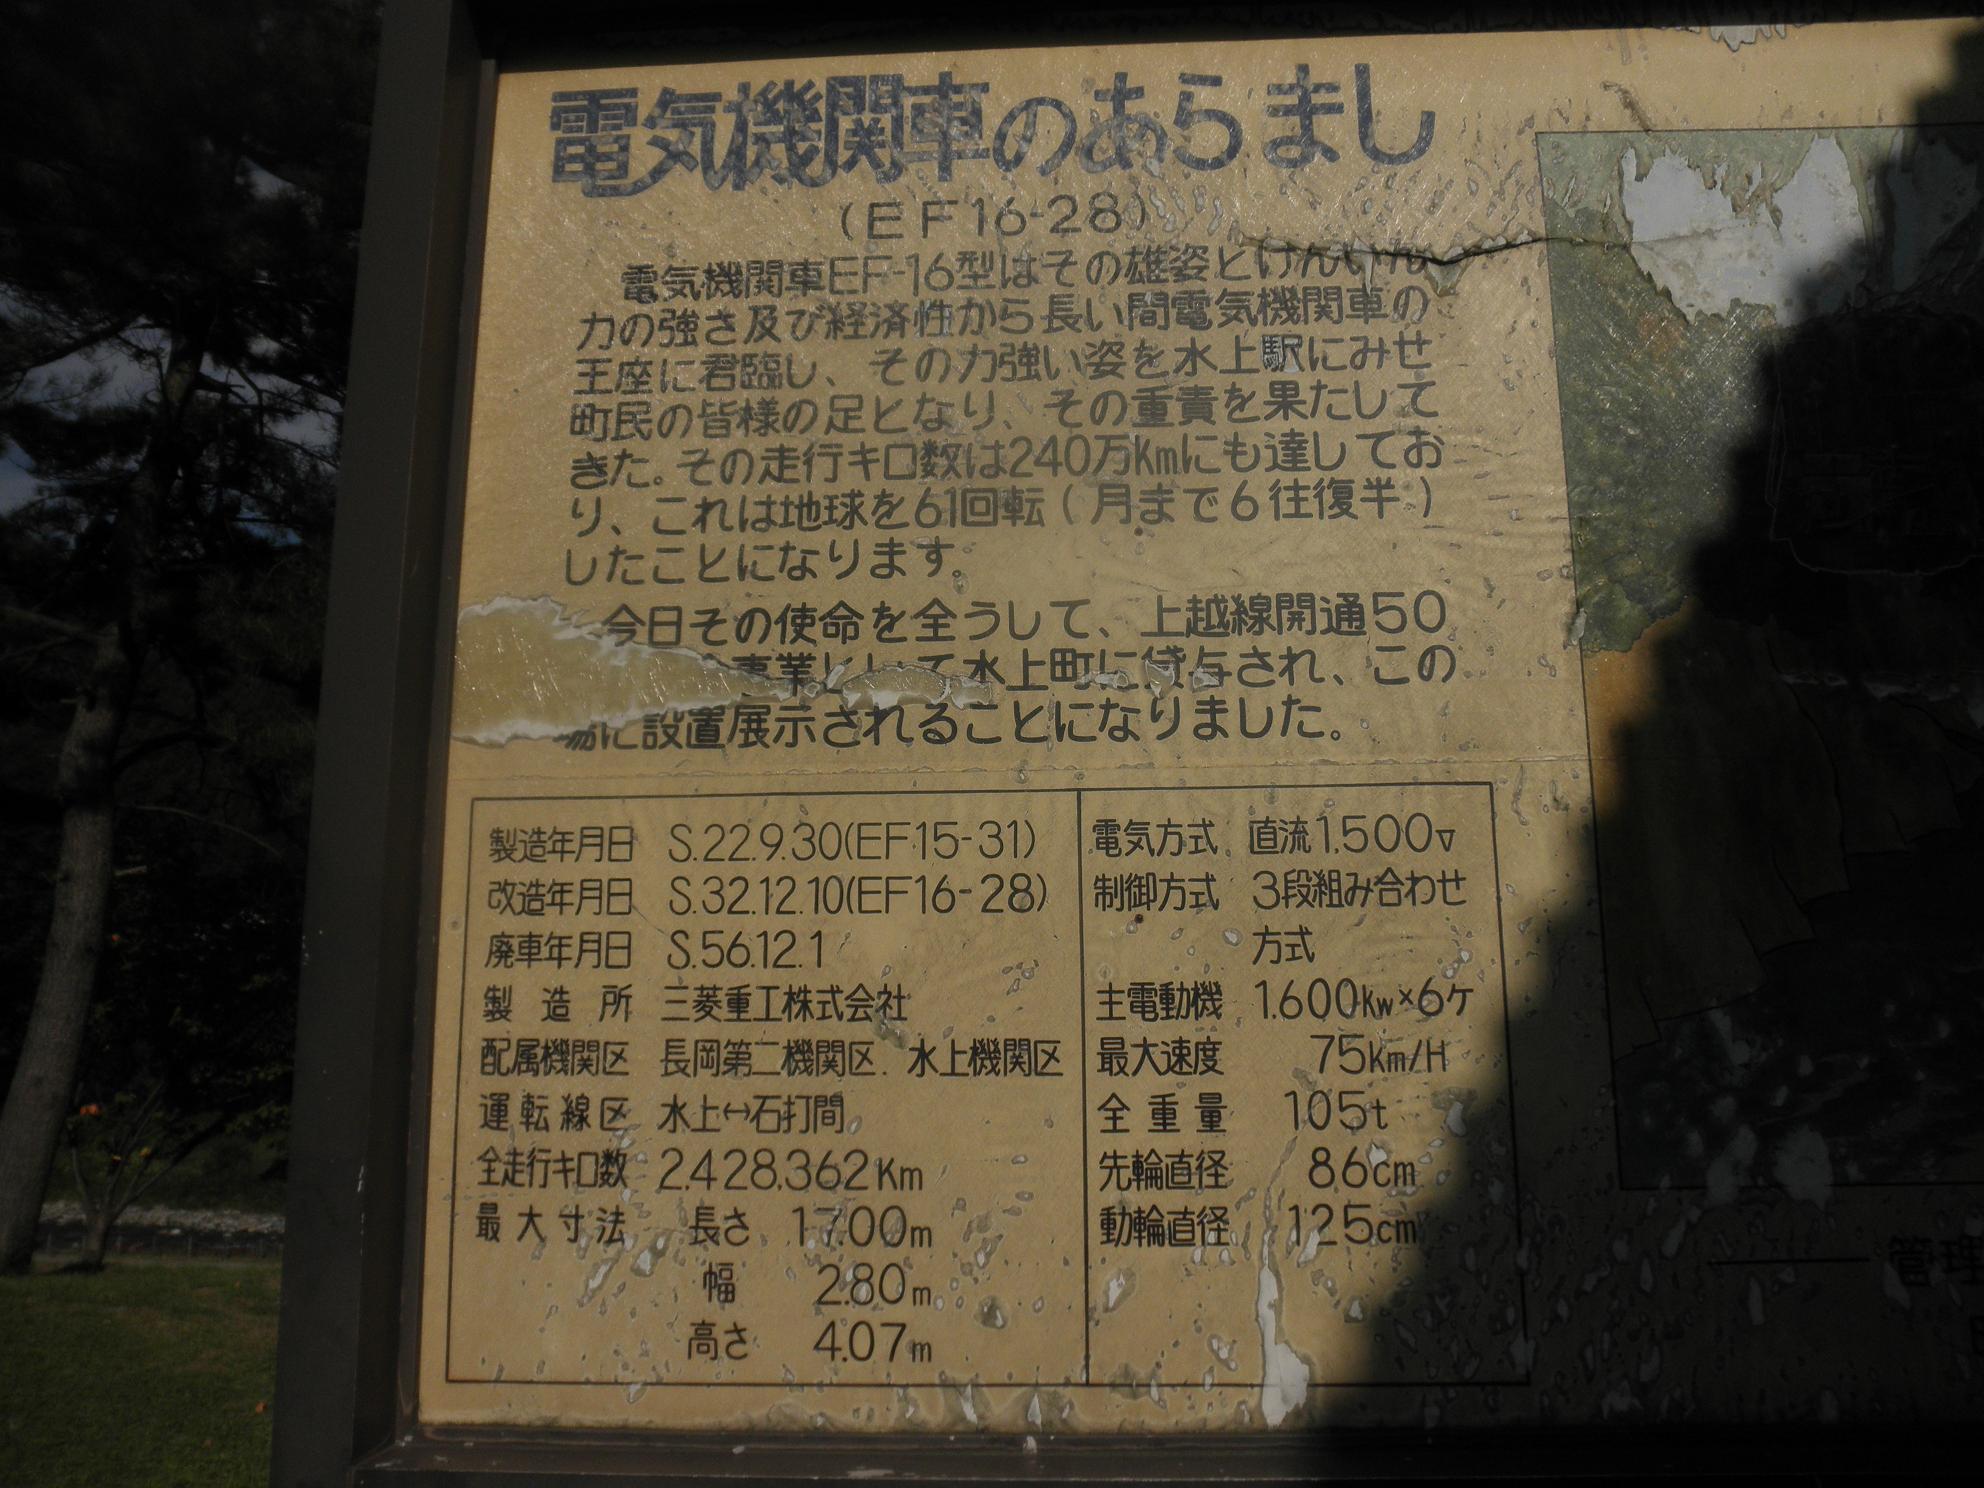 電気機関車のあらまし
(EF16-28)
電気機関車EF-16型はその雄姿とけんいん
力の強さ及び経済性から長い間電気機関車の
王座に君臨し、その力強い姿を水上駅にみせ
町民の皆様の足となり、その重責を果たして
きた。その走行キロ数は240万Kmにも達してお
り、これは地球を61回転(月まで6往復半)
したことになります。
今日その使命を全うして、上越線開通50
事業として水上町に貸与され、この
場に設置展示されることになりました。
製造年月日 S.22.9.30(EF15-31)
改造年月日 S.32.12.10(EF16-28)
廃車年月日 S.56.12.1
製造所 三菱重工株式会社
配属機関区 長岡第二機関区.水上機関区
運転線区 水上↔石打間
全走行キロ数 2.428.362Km
最大寸法 長さ 17.00m
幅 2.80m
高さ 4.07m
電気方式 直流1.500V
制御方式 3段組み合わせ
方式
主電動機 1.600kw×6ケ
最大速度 75Km/H
全重量 105t
先輪直径 86cm
動輪直径 125cm
管理